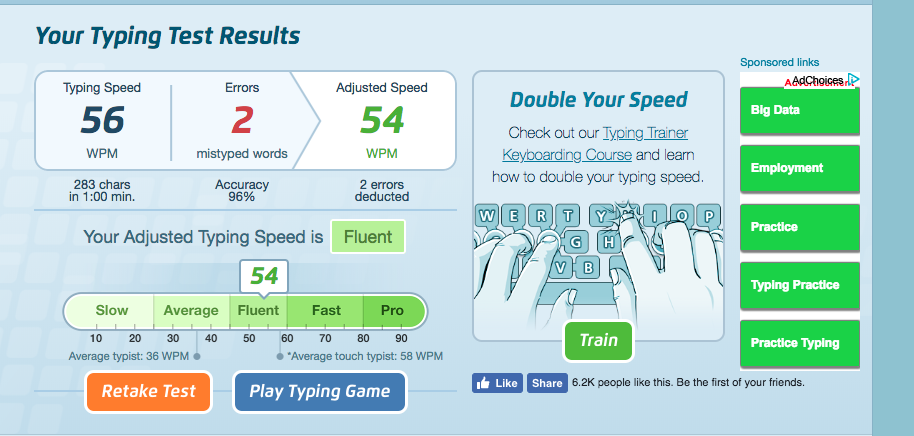 Your Typing Test Results
Typing Speed
56
WPM
Errors
2
mistyped words
Adjusted Speed
54
WPM
283 chars
in 1:00 min.
Accuracy
96%
2 errors
deducted
Your Adjusted Typing Speed is Fluent
54
Slow Average Fluent Fast Pro
10 20 30 40 50 60 70 80 90
Average typist: 36 WPM
*Average touch typist: 58 WPM
Retake Test
Play Typing Game
Double Your Speed
Check out our Typing Trainer
Keyboarding Course and learn
how to double your typing speed.
W E R T Y I O P
G H
V B
Train
Like Share 6.2K people like this. Be the first of your friends.
Sponsored links
AdChoices
Advertisement
Big Data
Employment
Practice
Typing Practice
Practice Typing